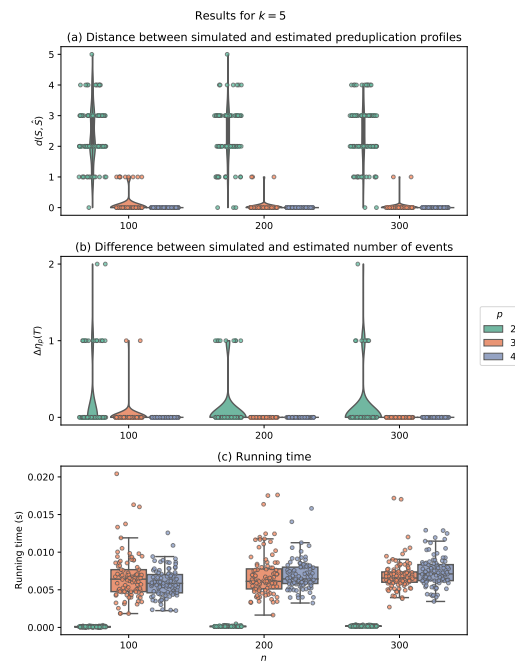 Results for k = 5
(a) Distance between simulated and estimated preduplication profiles
5
4
3
2
1
0
d(S, Ŝ)
100
200
300
(b) Difference between simulated and estimated number of events
2
1
0
Δη_p(T)
100
200
300
p
2
3
4
(c) Running time
0.020
0.015
0.010
0.005
0.000
Running time (s)
100
200
300
n